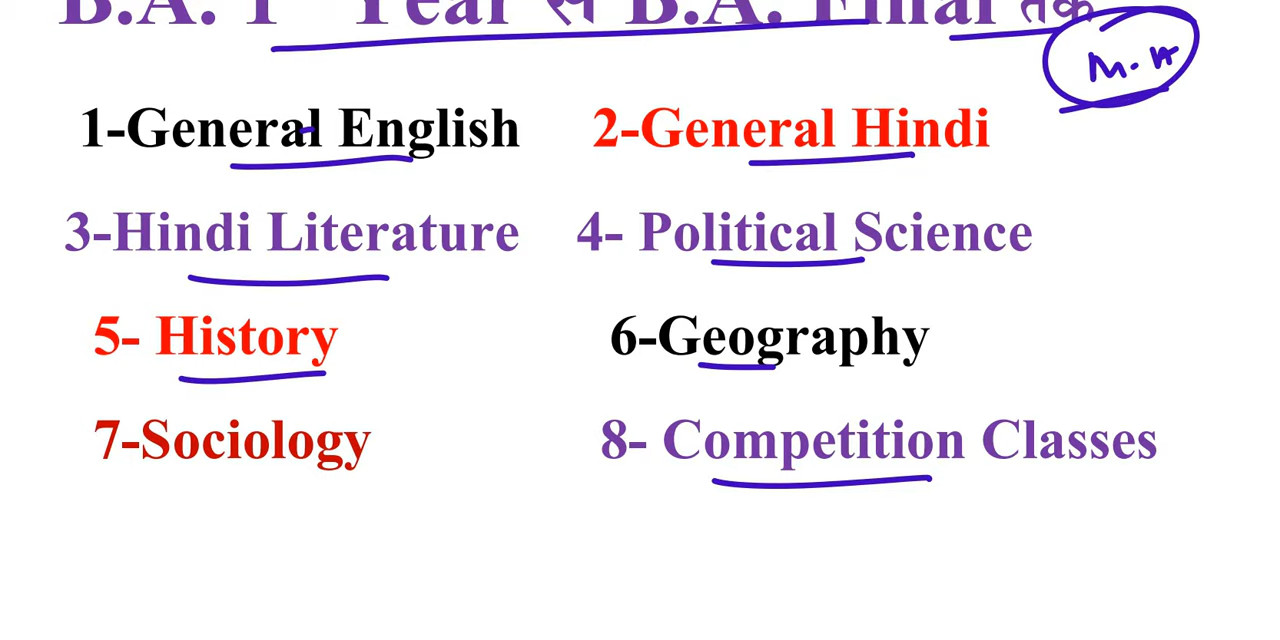 B.A. 1 Year से B.A. Final तक
M.A
1-General English 2-General Hindi
3-Hindi Literature 4- Political Science
5- History 6-Geography
7-Sociology 8- Competition Classes